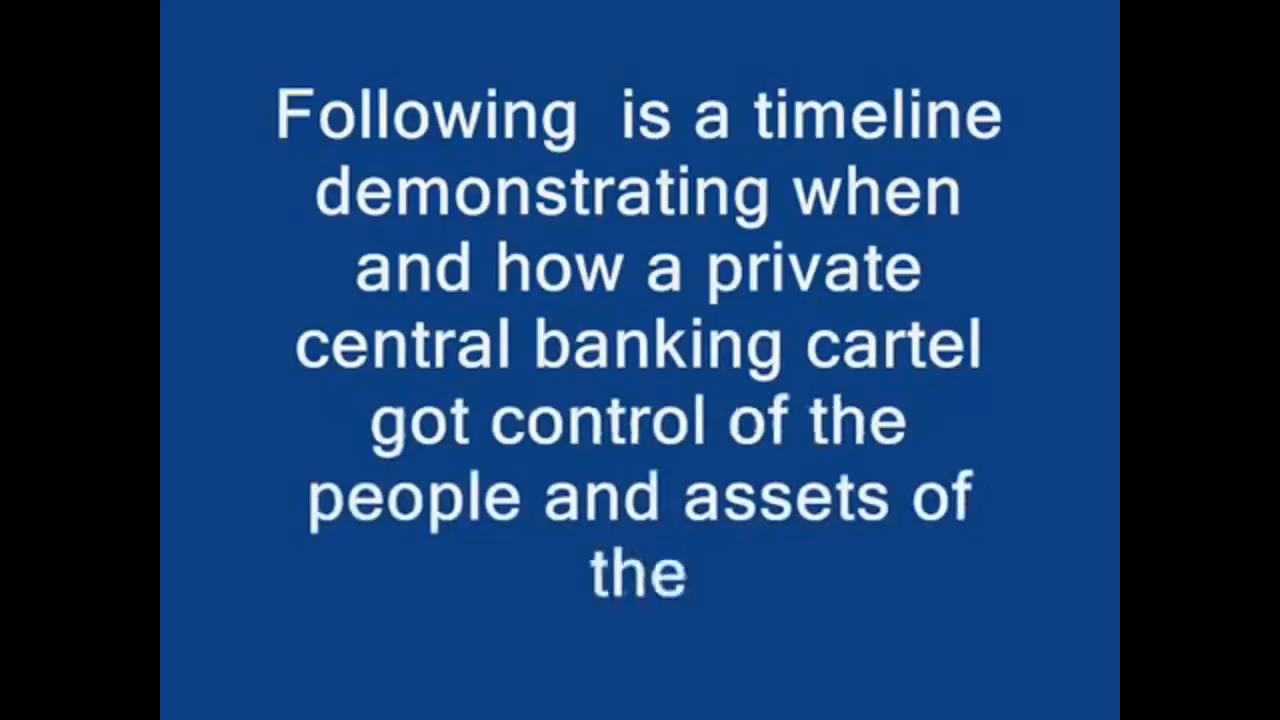 Following  is a timeline
demonstrating when
and how a private
central banking cartel
got control of the
people and assets of
the